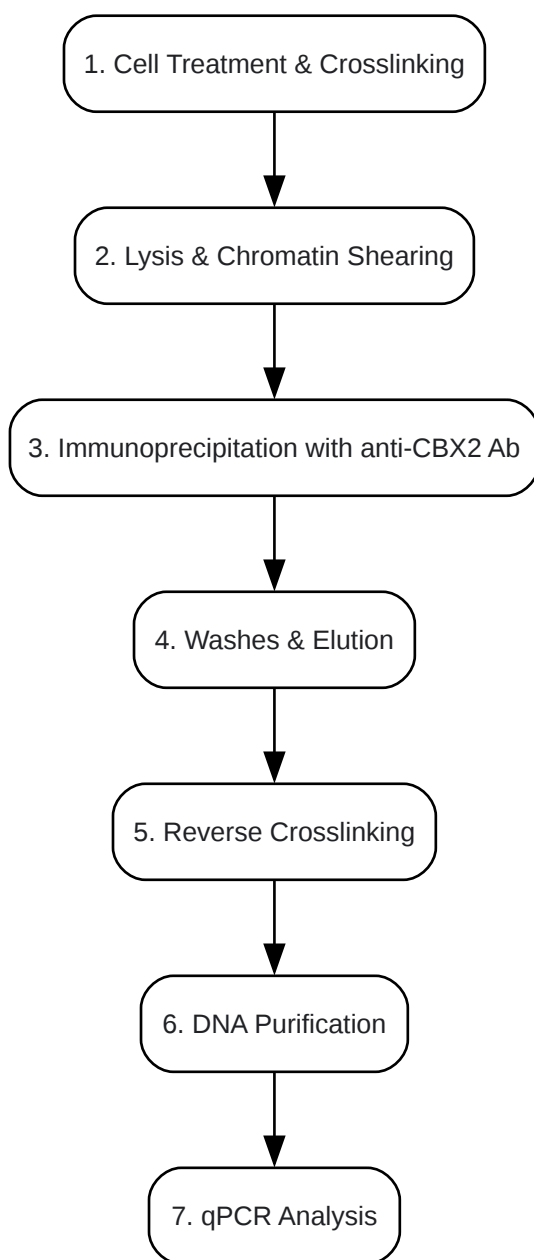 1. Cell Treatment & Crosslinking
2. Lysis & Chromatin Shearing
3. Immunoprecipitation with anti-CBX2 Ab
4. Washes & Elution
5. Reverse Crosslinking
6. DNA Purification
7. qPCR Analysis